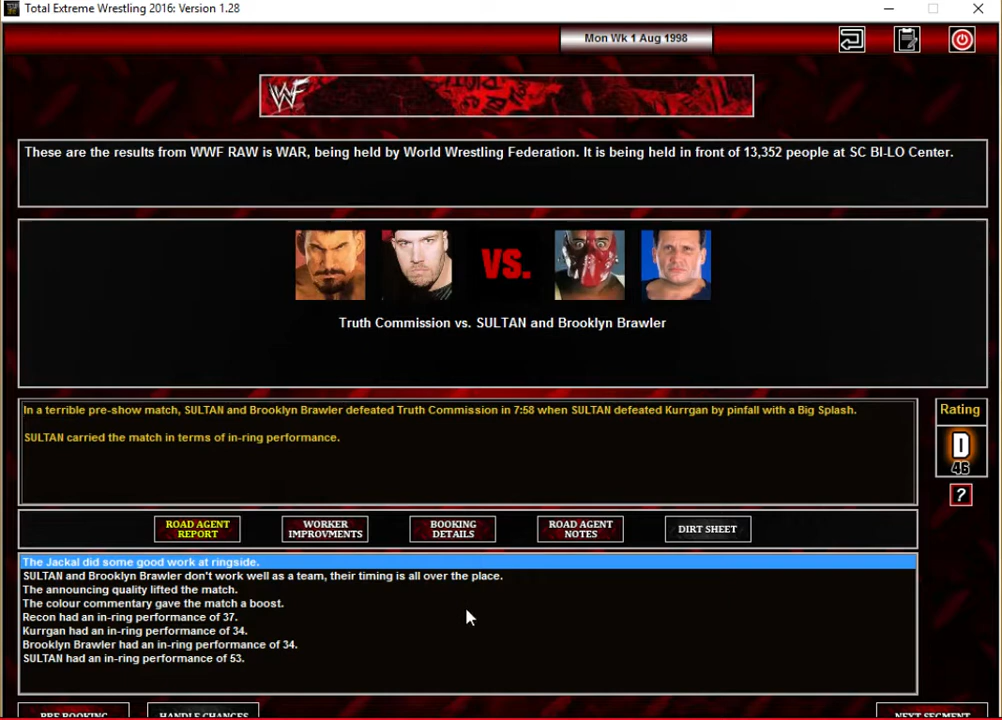 Total Extreme Wrestling 2016: Version 1.28
Mon Wk 1 Aug 1998
WF
These are the results from WWF RAW is WAR, being held by World Wrestling Federation. It is being held in front of 13,352 people at SC BI-LO Center.
VS.
Truth Commission vs. SULTAN and Brooklyn Brawler
In a terrible pre-show match, SULTAN and Brooklyn Brawler defeated Truth Commission in 7:58 when SULTAN defeated Kurrgan by pinfall with a Big Splash.
SULTAN carried the match in terms of in-ring performance.
Rating
D
46
?
ROAD AGENT REPORT
WORKER IMPROVMENTS
BOOKING DETAILS
ROAD AGENT NOTES
DIRT SHEET
The Jackal did some good work at ringside.
SULTAN and Brooklyn Brawler don't work well as a team, their timing is all over the place.
The announcing quality lifted the match.
The colour commentary gave the match a boost.
Recon had an in-ring performance of 37.
Kurrgan had an in-ring performance of 34.
Brooklyn Brawler had an in-ring performance of 34.
SULTAN had an in-ring performance of 53.
PRE BOOKING
HANDLE CHANGES
NEXT SEGMENT